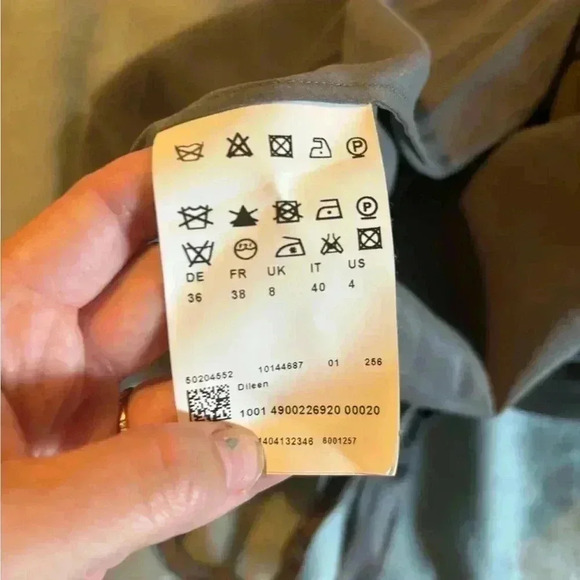 P
P
DE FR UK IT US
36 38 8 40 4
50204552 10144687 01 256
Dileen
1001 4900226920 00020
404132346 6001257